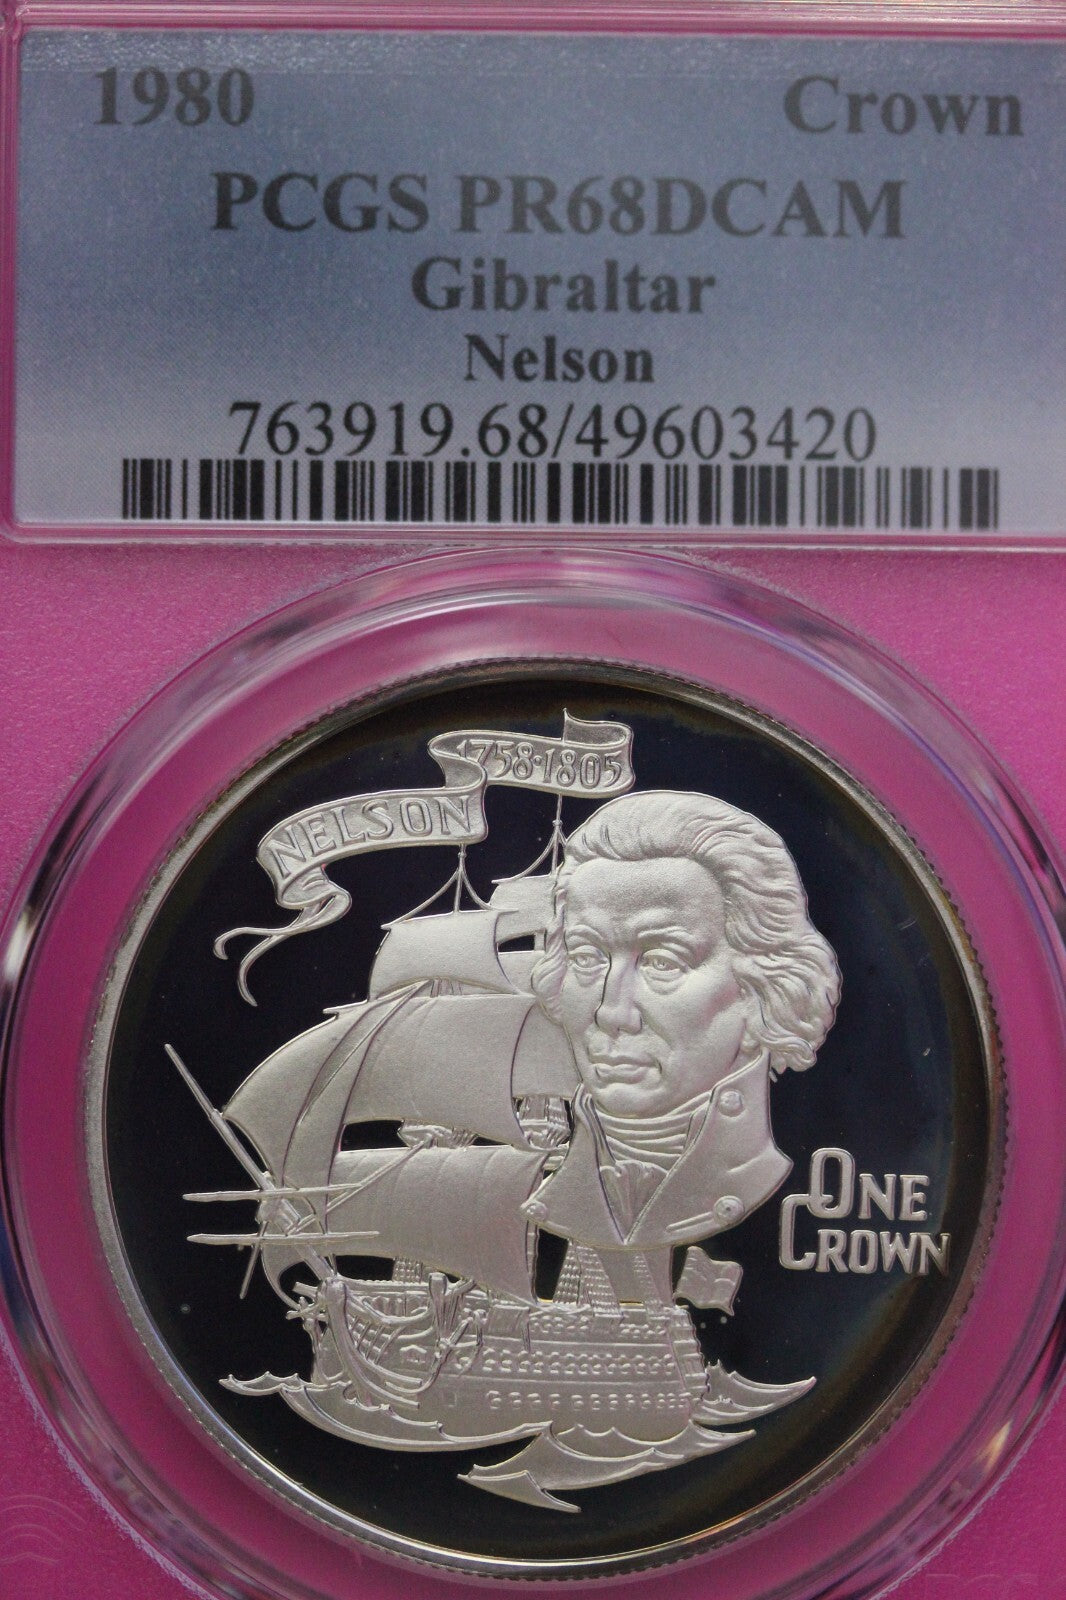 1980 Crown
PCGS PR68DCAM
Gibraltar
Nelson
763919.68/49603420
NELSON 1758·1805
ONE
CROWN